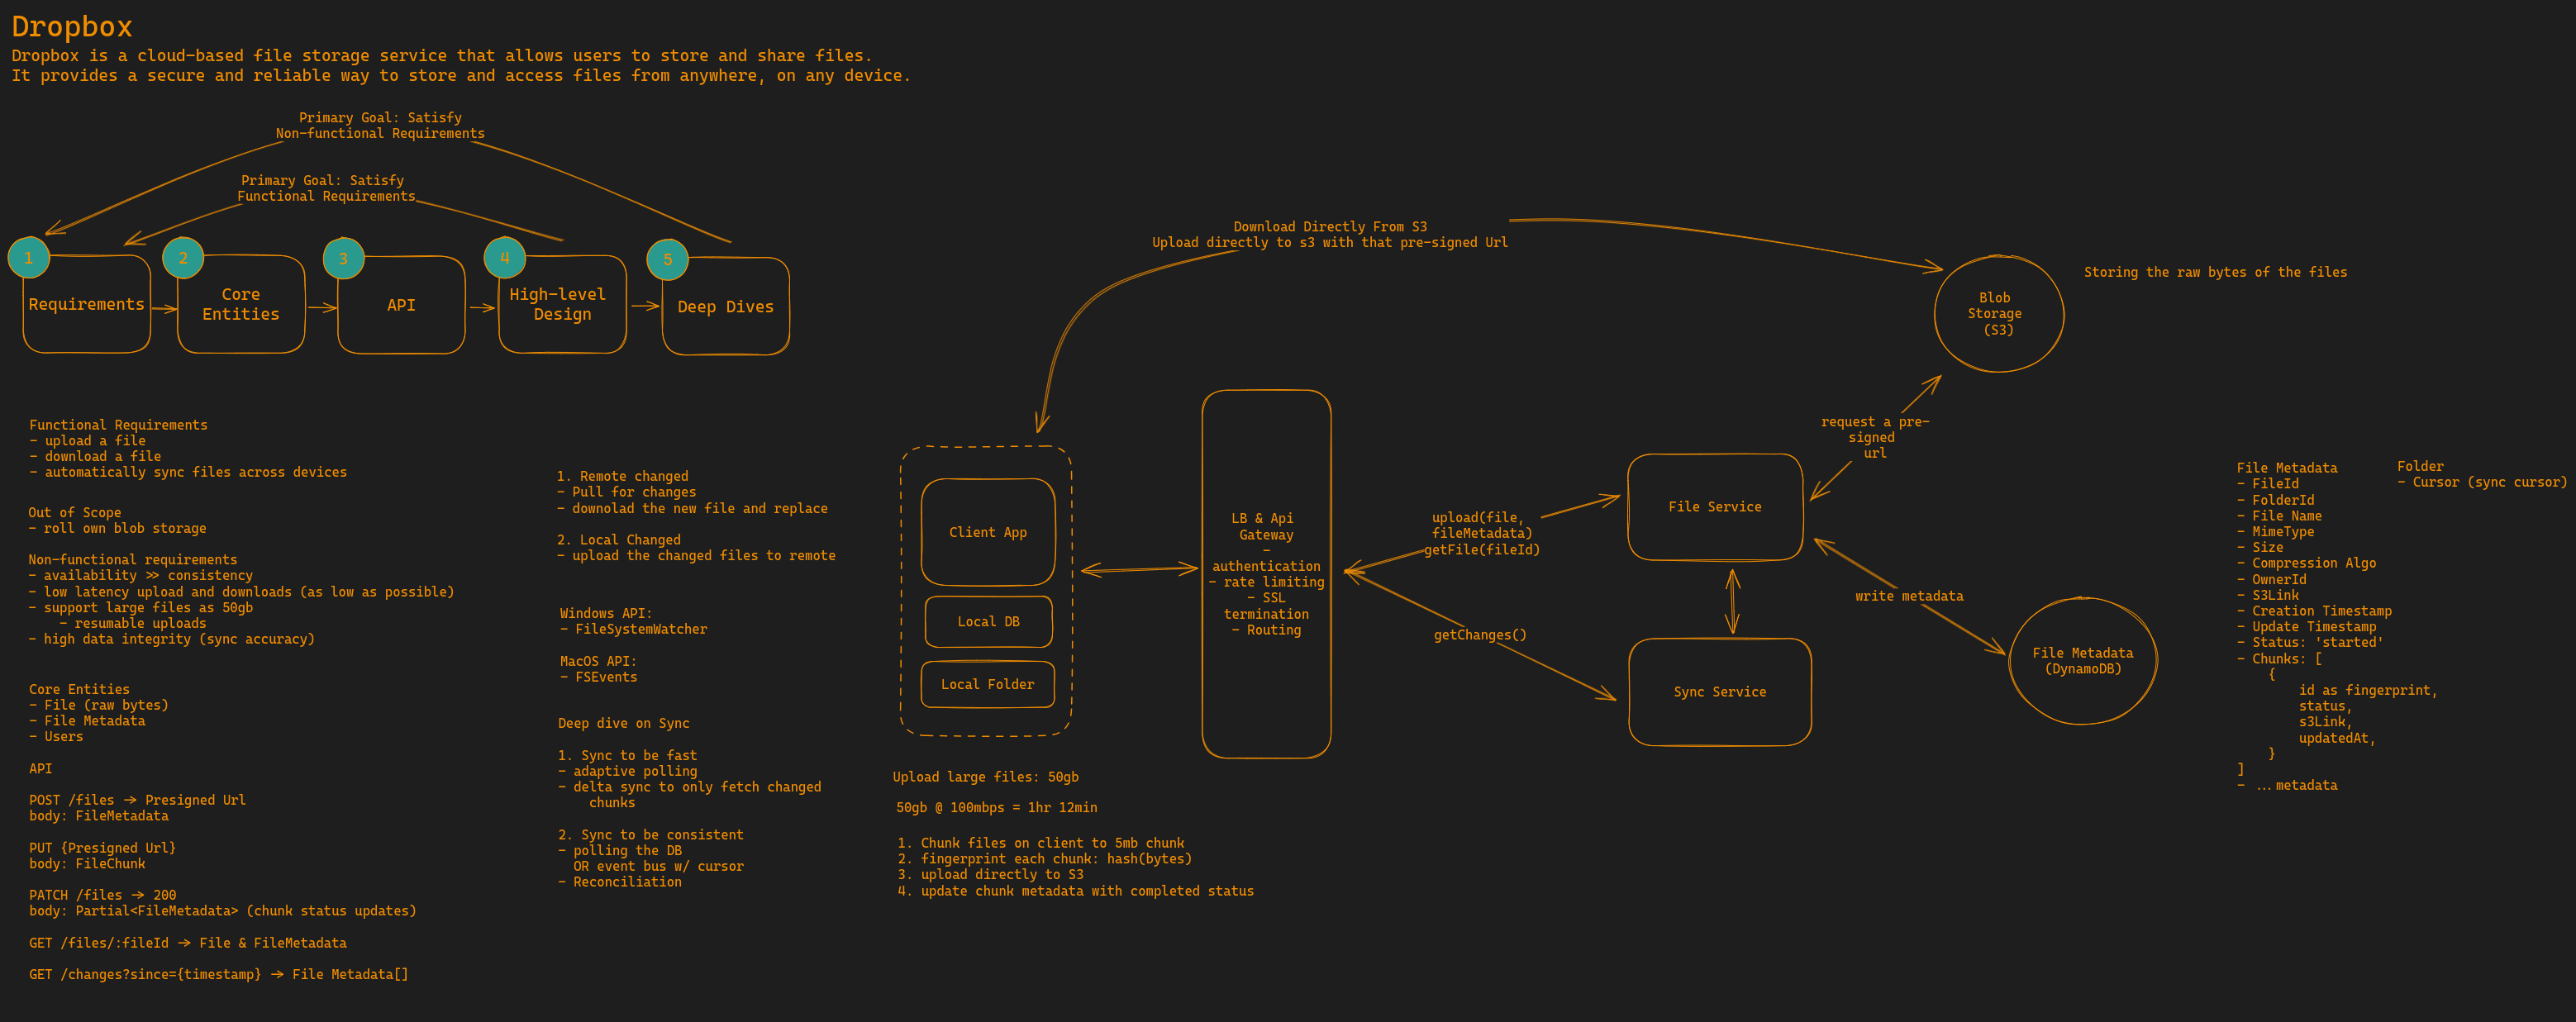 Dropbox
Dropbox is a cloud-based file storage service that allows users to store and share files.
It provides a secure and reliable way to store and access files from anywhere, on any device.
Primary Goal: Satisfy
Non-functional Requirements
Primary Goal: Satisfy
Functional Requirements
1
Requirements
2
Core
Entities
3
API
4
High-level
Design
5
Deep Dives
Functional Requirements
- upload a file
- download a file
- automatically sync files across devices
Out of Scope
- roll own blob storage
Non-functional requirements
- availability >> consistency
- low latency upload and downloads (as low as possible)
- support large files as 50gb
- resumable uploads
- high data integrity (sync accuracy)
Core Entities
- File (raw bytes)
- File Metadata
- Users
API
POST /files -> Presigned Url
body: FileMetadata
PUT {Presigned Url}
body: FileChunk
PATCH /files -> 200
body: Partial<FileMetadata> (chunk status updates)
GET /files/:fileId -> File & FileMetadata
GET /changes?since={timestamp} -> File Metadata[]
1. Remote changed
- Pull for changes
- downolad the new file and replace
2. Local Changed
- upload the changed files to remote
Windows API:
- FileSystemWatcher
MacOS API:
- FSEvents
Deep dive on Sync
1. Sync to be fast
- adaptive polling
- delta sync to only fetch changed
chunks
2. Sync to be consistent
- polling the DB
OR event bus w/ cursor
- Reconciliation
Download Directly From S3
Upload directly to s3 with that pre-signed Url
Client App
Local DB
Local Folder
Upload large files: 50gb
50gb @ 100mbps = 1hr 12min
1. Chunk files on client to 5mb chunk
2. fingerprint each chunk: hash(bytes)
3. upload directly to S3
4. update chunk metadata with completed status
LB & Api
Gateway
-
authentication
- rate limiting
- SSL
termination
- Routing
upload(file,
fileMetadata)
getFile(fileId)
getChanges()
File Service
Sync Service
request a pre-
signed
url
write metadata
Blob
Storage
(S3)
Storing the raw bytes of the files
File Metadata
(DynamoDB)
File Metadata
- FileId
- FolderId
- File Name
- MimeType
- Size
- Compression Algo
- OwnerId
- S3Link
- Creation Timestamp
- Update Timestamp
- Status: 'started'
- Chunks: [
{
id as fingerprint,
status,
s3Link,
updatedAt,
}
]
- ...metadata
Folder
- Cursor (sync cursor)